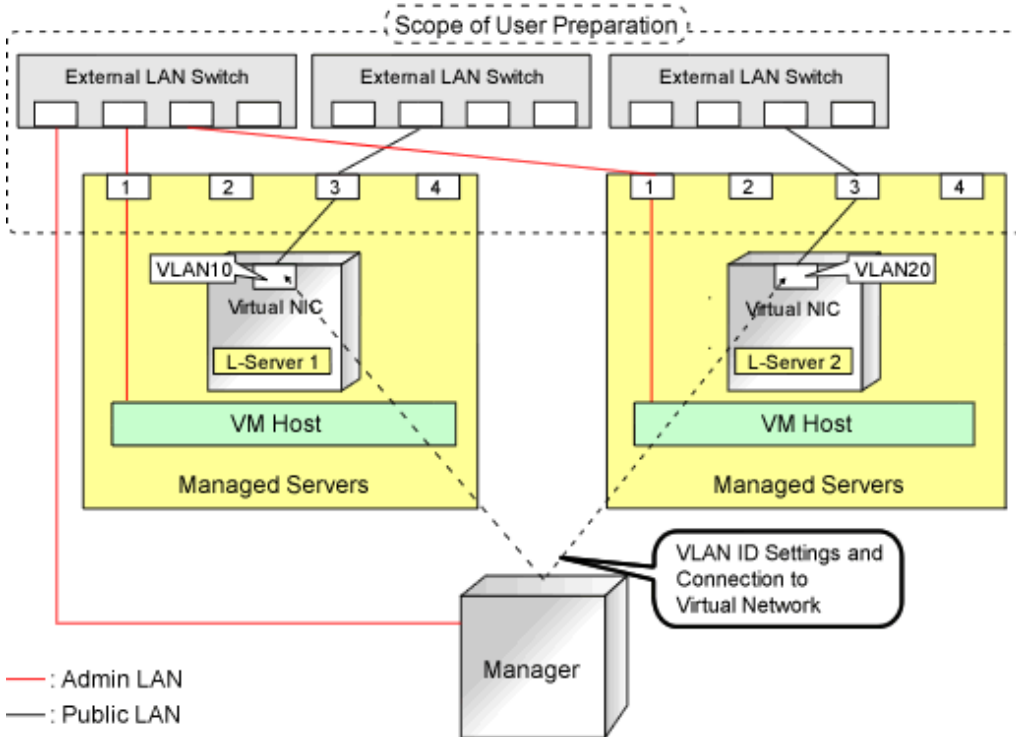 Scope of User Preparation
External LAN Switch
External LAN Switch
External LAN Switch
1
2
3
4
1
2
3
4
VLAN10
Virtual NIC
L-Server 1
VM Host
Managed Servers
VLAN20
Virtual NIC
L-Server 2
VM Host
Managed Servers
VLAN ID Settings and
Connection to
Virtual Network
Manager
: Admin LAN
: Public LAN